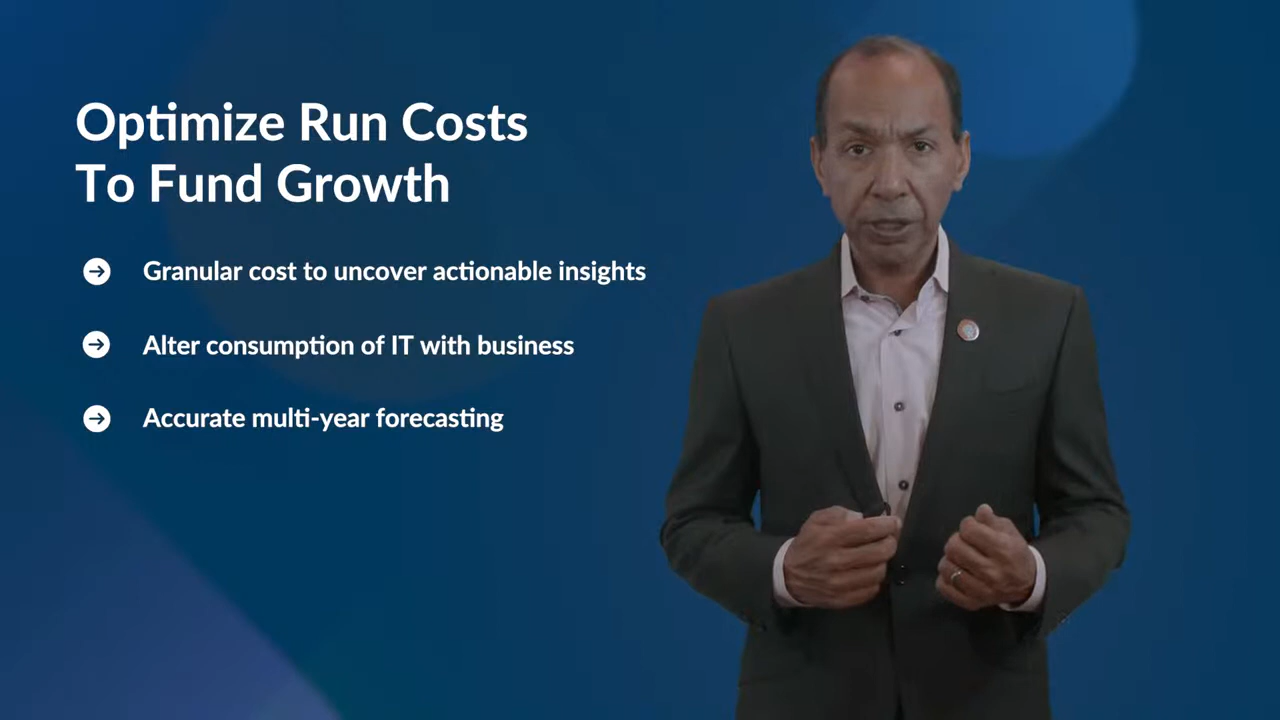 Optimize Run Costs
To Fund Growth
Granular cost to uncover actionable insights
Alter consumption of IT with business
Accurate multi-year forecasting